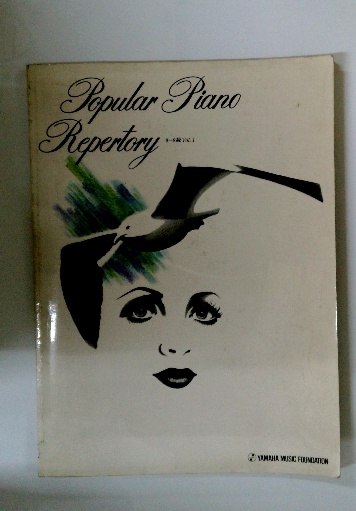 Popular Piano
Repertory
YAMAHA MUSIC FOUNDATION